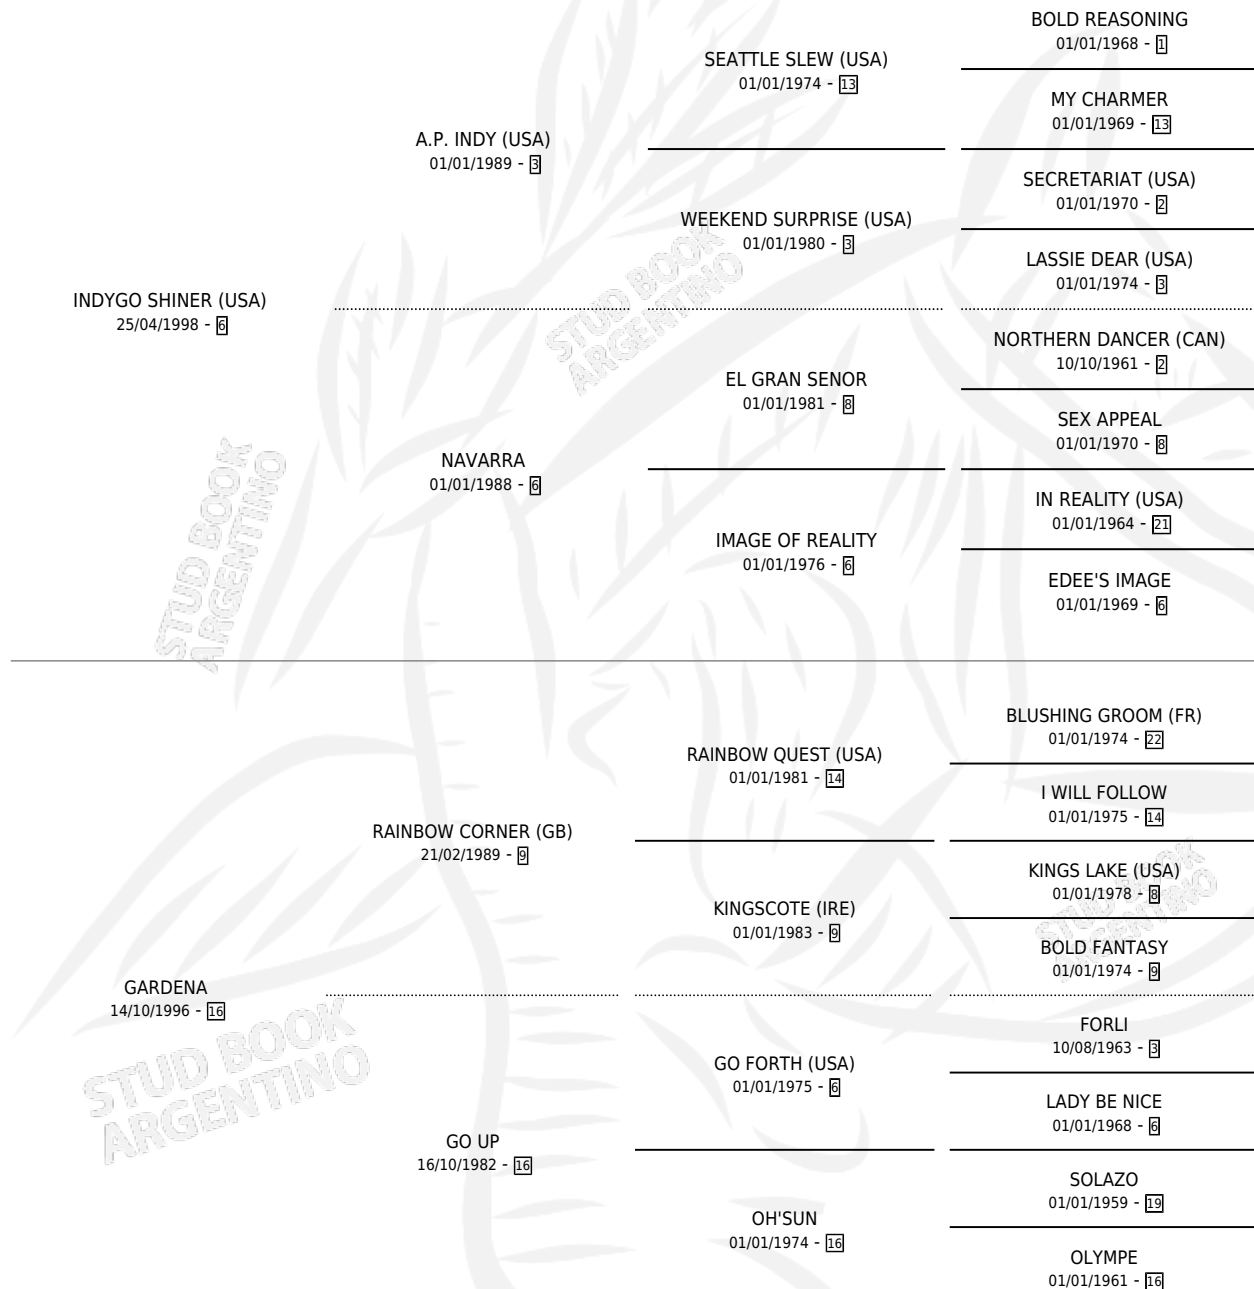 BOLD REASONING
01/01/1968 - 1
SEATTLE SLEW (USA)
01/01/1974 - 13
MY CHARMER
01/01/1969 - 13
A.P. INDY (USA)
01/01/1989 - 3
SECRETARIAT (USA)
01/01/1970 - 2
WEEKEND SURPRISE (USA)
01/01/1980 - 3
LASSIE DEAR (USA)
01/01/1974 - 3
INDYGO SHINER (USA)
25/04/1998 - 6
NORTHERN DANCER (CAN)
10/10/1961 - 2
EL GRAN SENOR
01/01/1981 - 8
SEX APPEAL
01/01/1970 - 8
NAVARRA
01/01/1988 - 6
IN REALITY (USA)
01/01/1964 - 21
IMAGE OF REALITY
01/01/1976 - 6
EDEE'S IMAGE
01/01/1969 - 6
STUD BOOK
ARGENTINO
STUD BOOK
ARGENTINO
BLUSHING GROOM (FR)
01/01/1974 - 22
RAINBOW QUEST (USA)
01/01/1981 - 14
I WILL FOLLOW
01/01/1975 - 14
RAINBOW CORNER (GB)
21/02/1989 - 9
KINGS LAKE (USA)
01/01/1978 - 8
KINGSCOTE (IRE)
01/01/1983 - 9
BOLD FANTASY
01/01/1974 - 9
STUD BOOK
ARGENTINO
GARDENA
14/10/1996 - 16
FORLI
10/08/1963 - 3
GO FORTH (USA)
01/01/1975 - 6
LADY BE NICE
01/01/1968 - 6
STUD BOOK
ARGENTINO
GO UP
16/10/1982 - 16
SOLAZO
01/01/1959 - 19
OH'SUN
01/01/1974 - 16
OLYMPE
01/01/1961 - 16